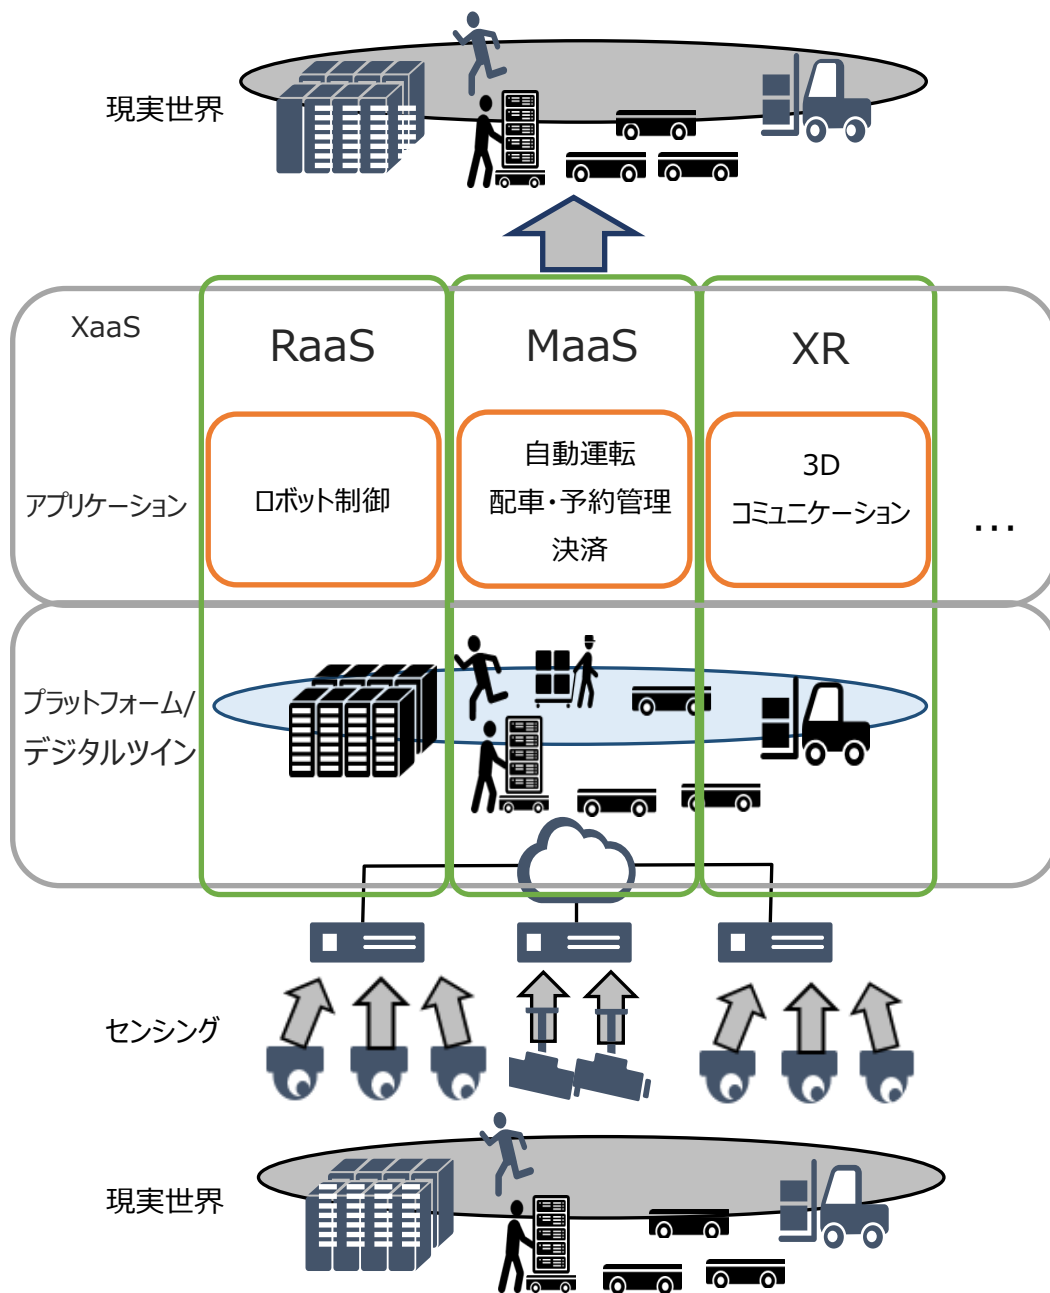 現実世界
XaaS
RaaS
MaaS
XR
アプリケーション
ロボット制御
自動運転
配車・予約管理
決済
3D
コミュニケーション
...
プラットフォーム/
デジタルツイン
センシング
現実世界